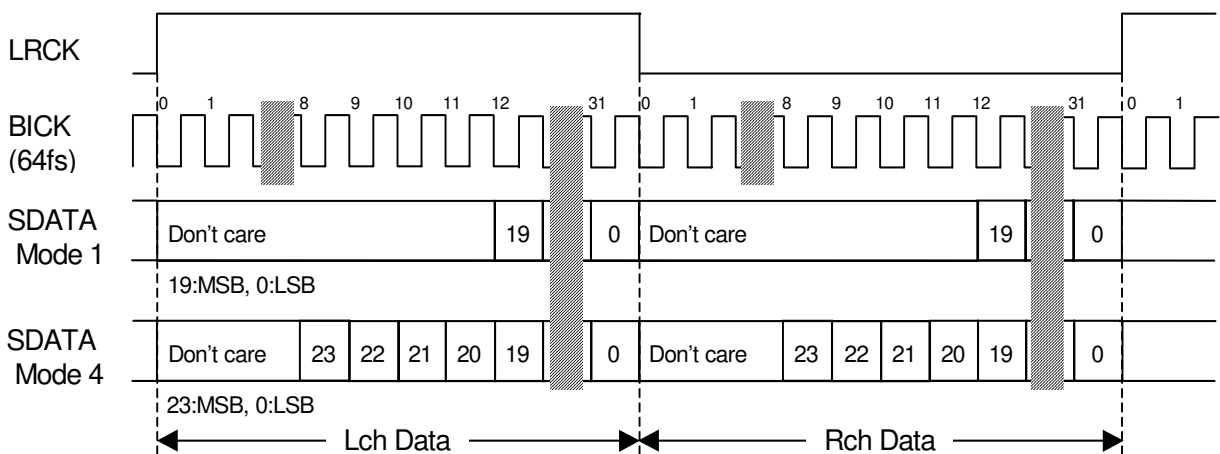 LRCK
0 1 8 9 10 11 12 31 0 1 8 9 10 11 12 31 0 1
BICK
(64fs)
SDATA
Mode 1
Don't care 19 0 Don't care 19 0
19:MSB, 0:LSB
SDATA
Mode 4
Don't care 23 22 21 20 19 0 Don't care 23 22 21 20 19 0
23:MSB, 0:LSB
Lch Data Rch Data